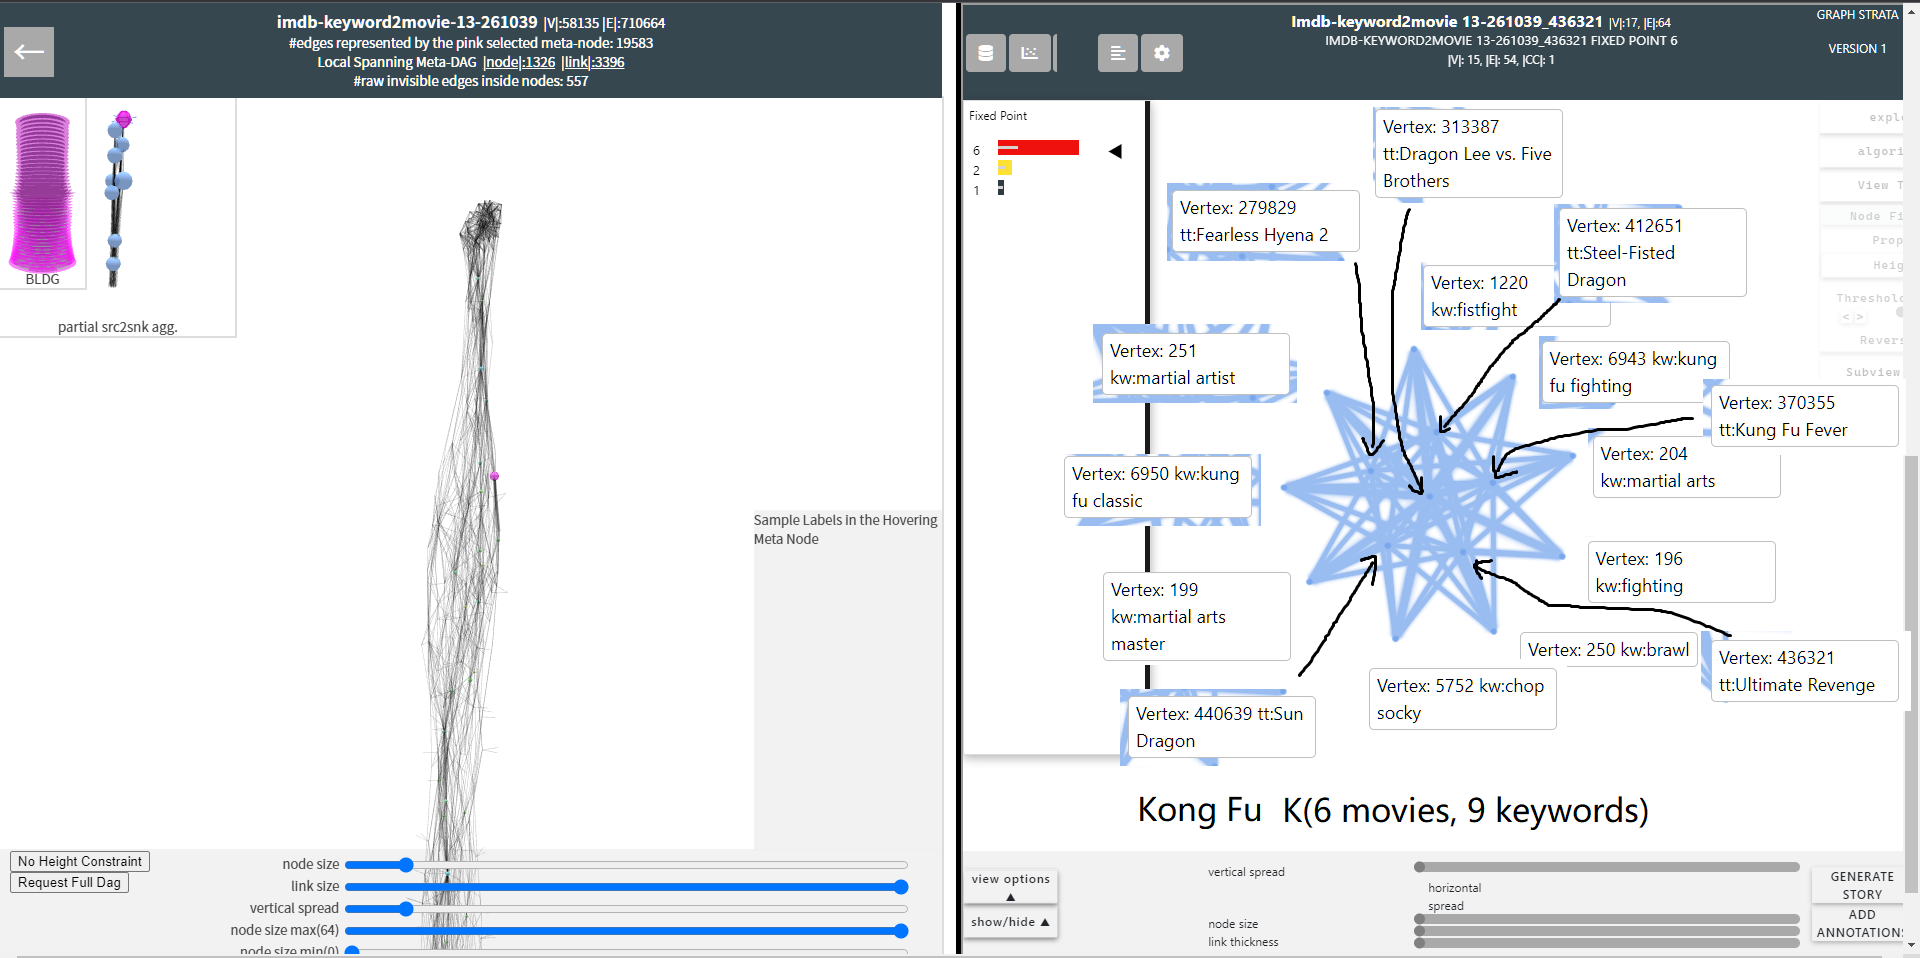 imdb-keyword2movie-13-261039 |V|:58135 |E|:710664
#edges represented by the pink selected meta-node: 19583
Local Spanning Meta-DAG |node|:1326 |link|:3396
#raw invisible edges inside nodes: 557
BLDG
partial src2snk agg.
Sample Labels in the Hovering
Meta Node
No Height Constraint
Request Full Dag
node size
link size
vertical spread
node size max(64)
node size min(0)
Imdb-keyword2movie 13-261039_436321 |V|:17, |E|:64
IMDB-KEYWORD2MOVIE 13-261039_436321 FIXED POINT 6
|V|: 15, |E|: 54, |CC|: 1
GRAPH STRATA
VERSION 1
Fixed Point
6
2
1
Vertex: 313387
tt:Dragon Lee vs. Five
Brothers
Vertex: 279829
tt:Fearless Hyena 2
Vertex: 412651
tt:Steel-Fisted
Dragon
Vertex: 1220
kw:fistfight
Vertex: 251
kw:martial artist
Vertex: 6943 kw:kung
fu fighting
Vertex: 370355
tt:Kung Fu Fever
Vertex: 204
kw:martial arts
Vertex: 6950 kw:kung
fu classic
Vertex: 196
kw:fighting
Vertex: 199
kw:martial arts
master
Vertex: 250 kw:brawl
Vertex: 436321
tt:Ultimate Revenge
Vertex: 5752 kw:chop
socky
Vertex: 440639 tt:Sun
Dragon
Kong Fu K(6 movies, 9 keywords)
explo
algori
View T
Node Fi
Prop
Heig
Threshold
< >
Revers
Subview
view options ▲
show/hide ▲
vertical spread
horizontal
spread
node size
link thickness
GENERATE
STORY
ADD
ANNOTATIONS